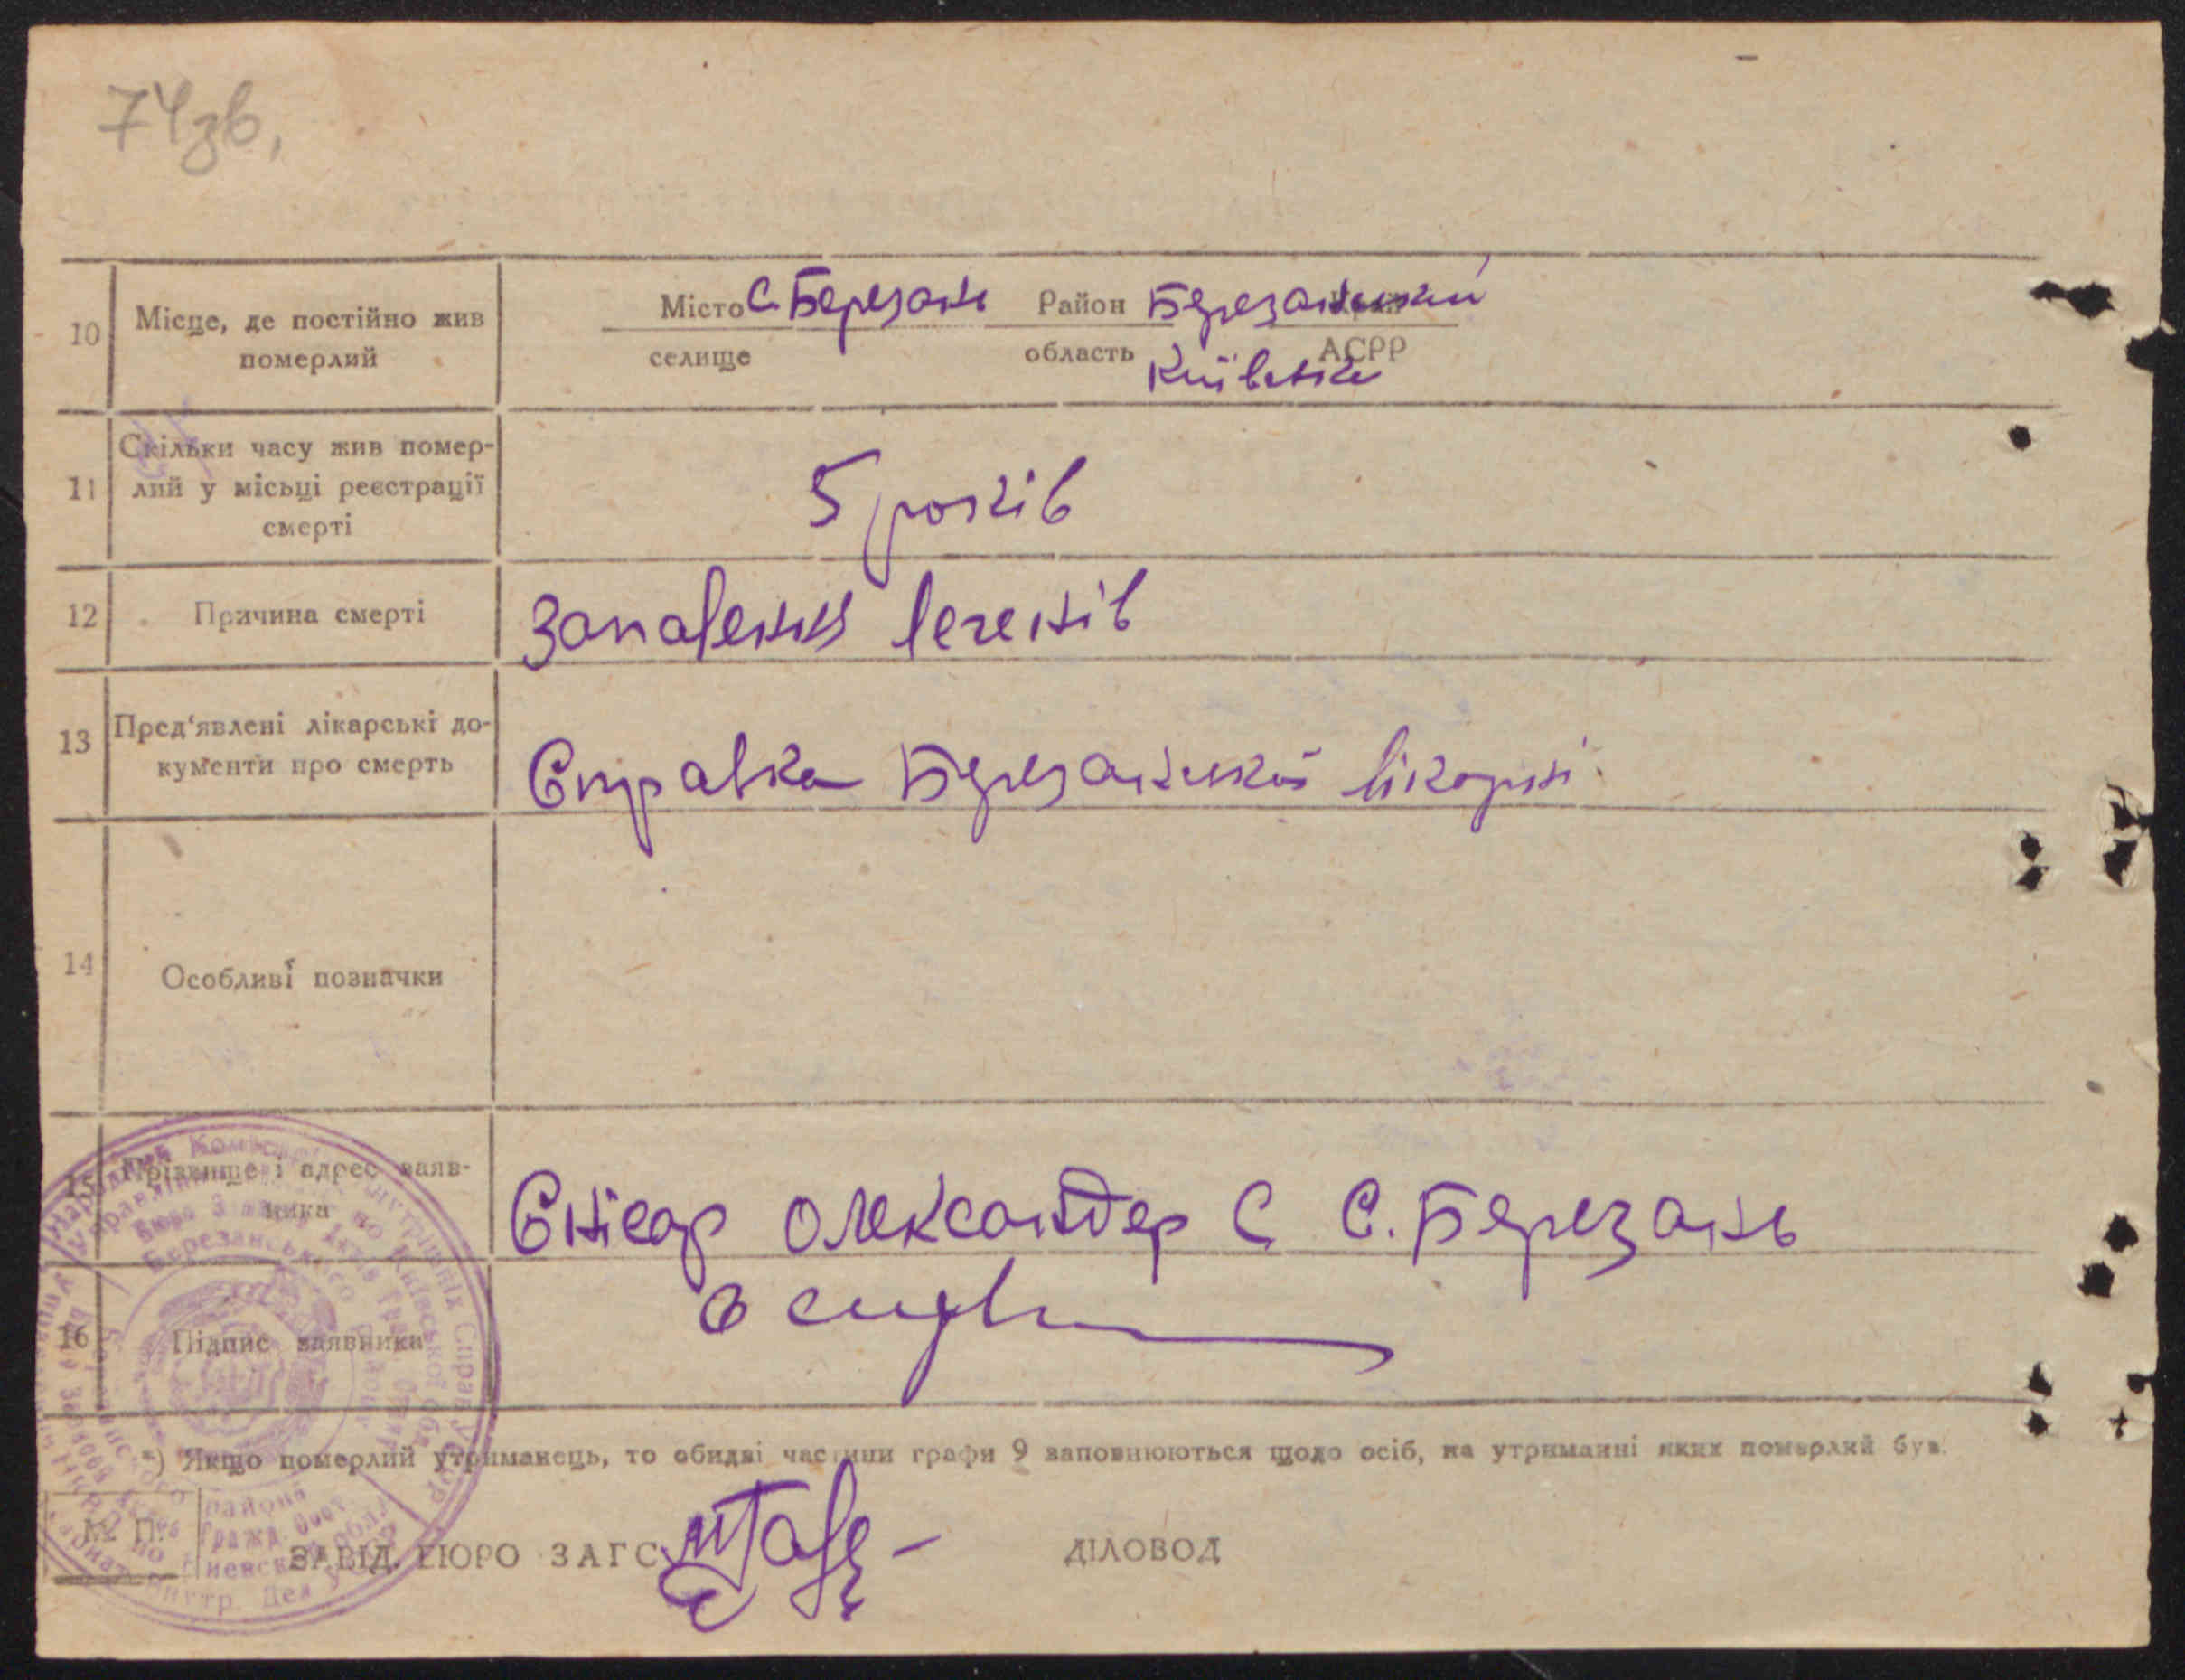 74зв,
10 Місце, де постійно жив померлий
Місто С. Березань Район Березанський
селище область Київська АСРР
11 Скільки часу жив помер-
лий у місьці реєстрації
смерті
5 років
12 Причина смерті
Запалення легенів
13 Пред'явлені лікарські до-
кументи про смерть
Справка Березанської лікарні
14 Особливі позначки
15 Прізвище і адрес заяв-
ника
Снісар Олександер С С. Березань
16 Підпис заявника
*) Якщо померлий утриманець, то обидві частини графи 9 заповнюються щодо осіб, на утриманні яких померлий був.
М. П.
ЗАВІД. БЮРО ЗАГС ДІЛОВОД